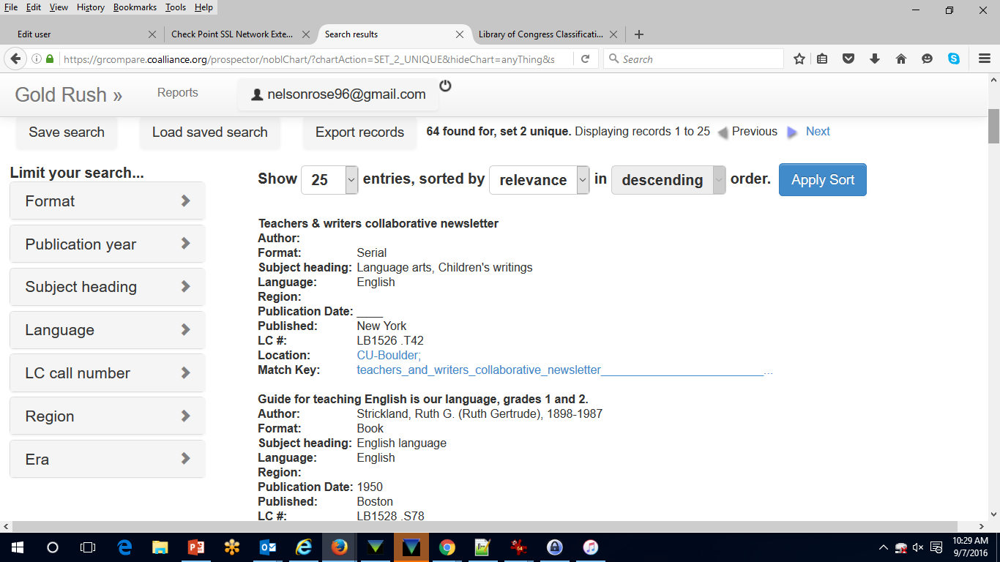 File Edit View History Bookmarks Tools Help
Edit user Check Point SSL Network Exte... Search results Library of Congress Classificati...
https://grcompare.coalliance.org/prospector/noblChart/?chartAction=SET_2_UNIQUE&hideChart=anyThing&s Search
Gold Rush » Reports nelsonrose96@gmail.com
Save search Load saved search Export records 64 found for, set 2 unique. Displaying records 1 to 25 Previous Next
Limit your search...
Format
Publication year
Subject heading
Language
LC call number
Region
Era
Show 25 entries, sorted by relevance in descending order. Apply Sort
Teachers & writers collaborative newsletter
Author:
Format: Serial
Subject heading: Language arts, Children's writings
Language: English
Region:
Publication Date: ____
Published: New York
LC #: LB1526 .T42
Location: CU-Boulder;
Match Key: teachers_and_writers_collaborative_newsletter_________________________...
Guide for teaching English is our language, grades 1 and 2.
Author: Strickland, Ruth G. (Ruth Gertrude), 1898-1987
Format: Book
Subject heading: English language
Language: English
Region:
Publication Date: 1950
Published: Boston
LC #: LB1528 .S78
10:29 AM
9/7/2016